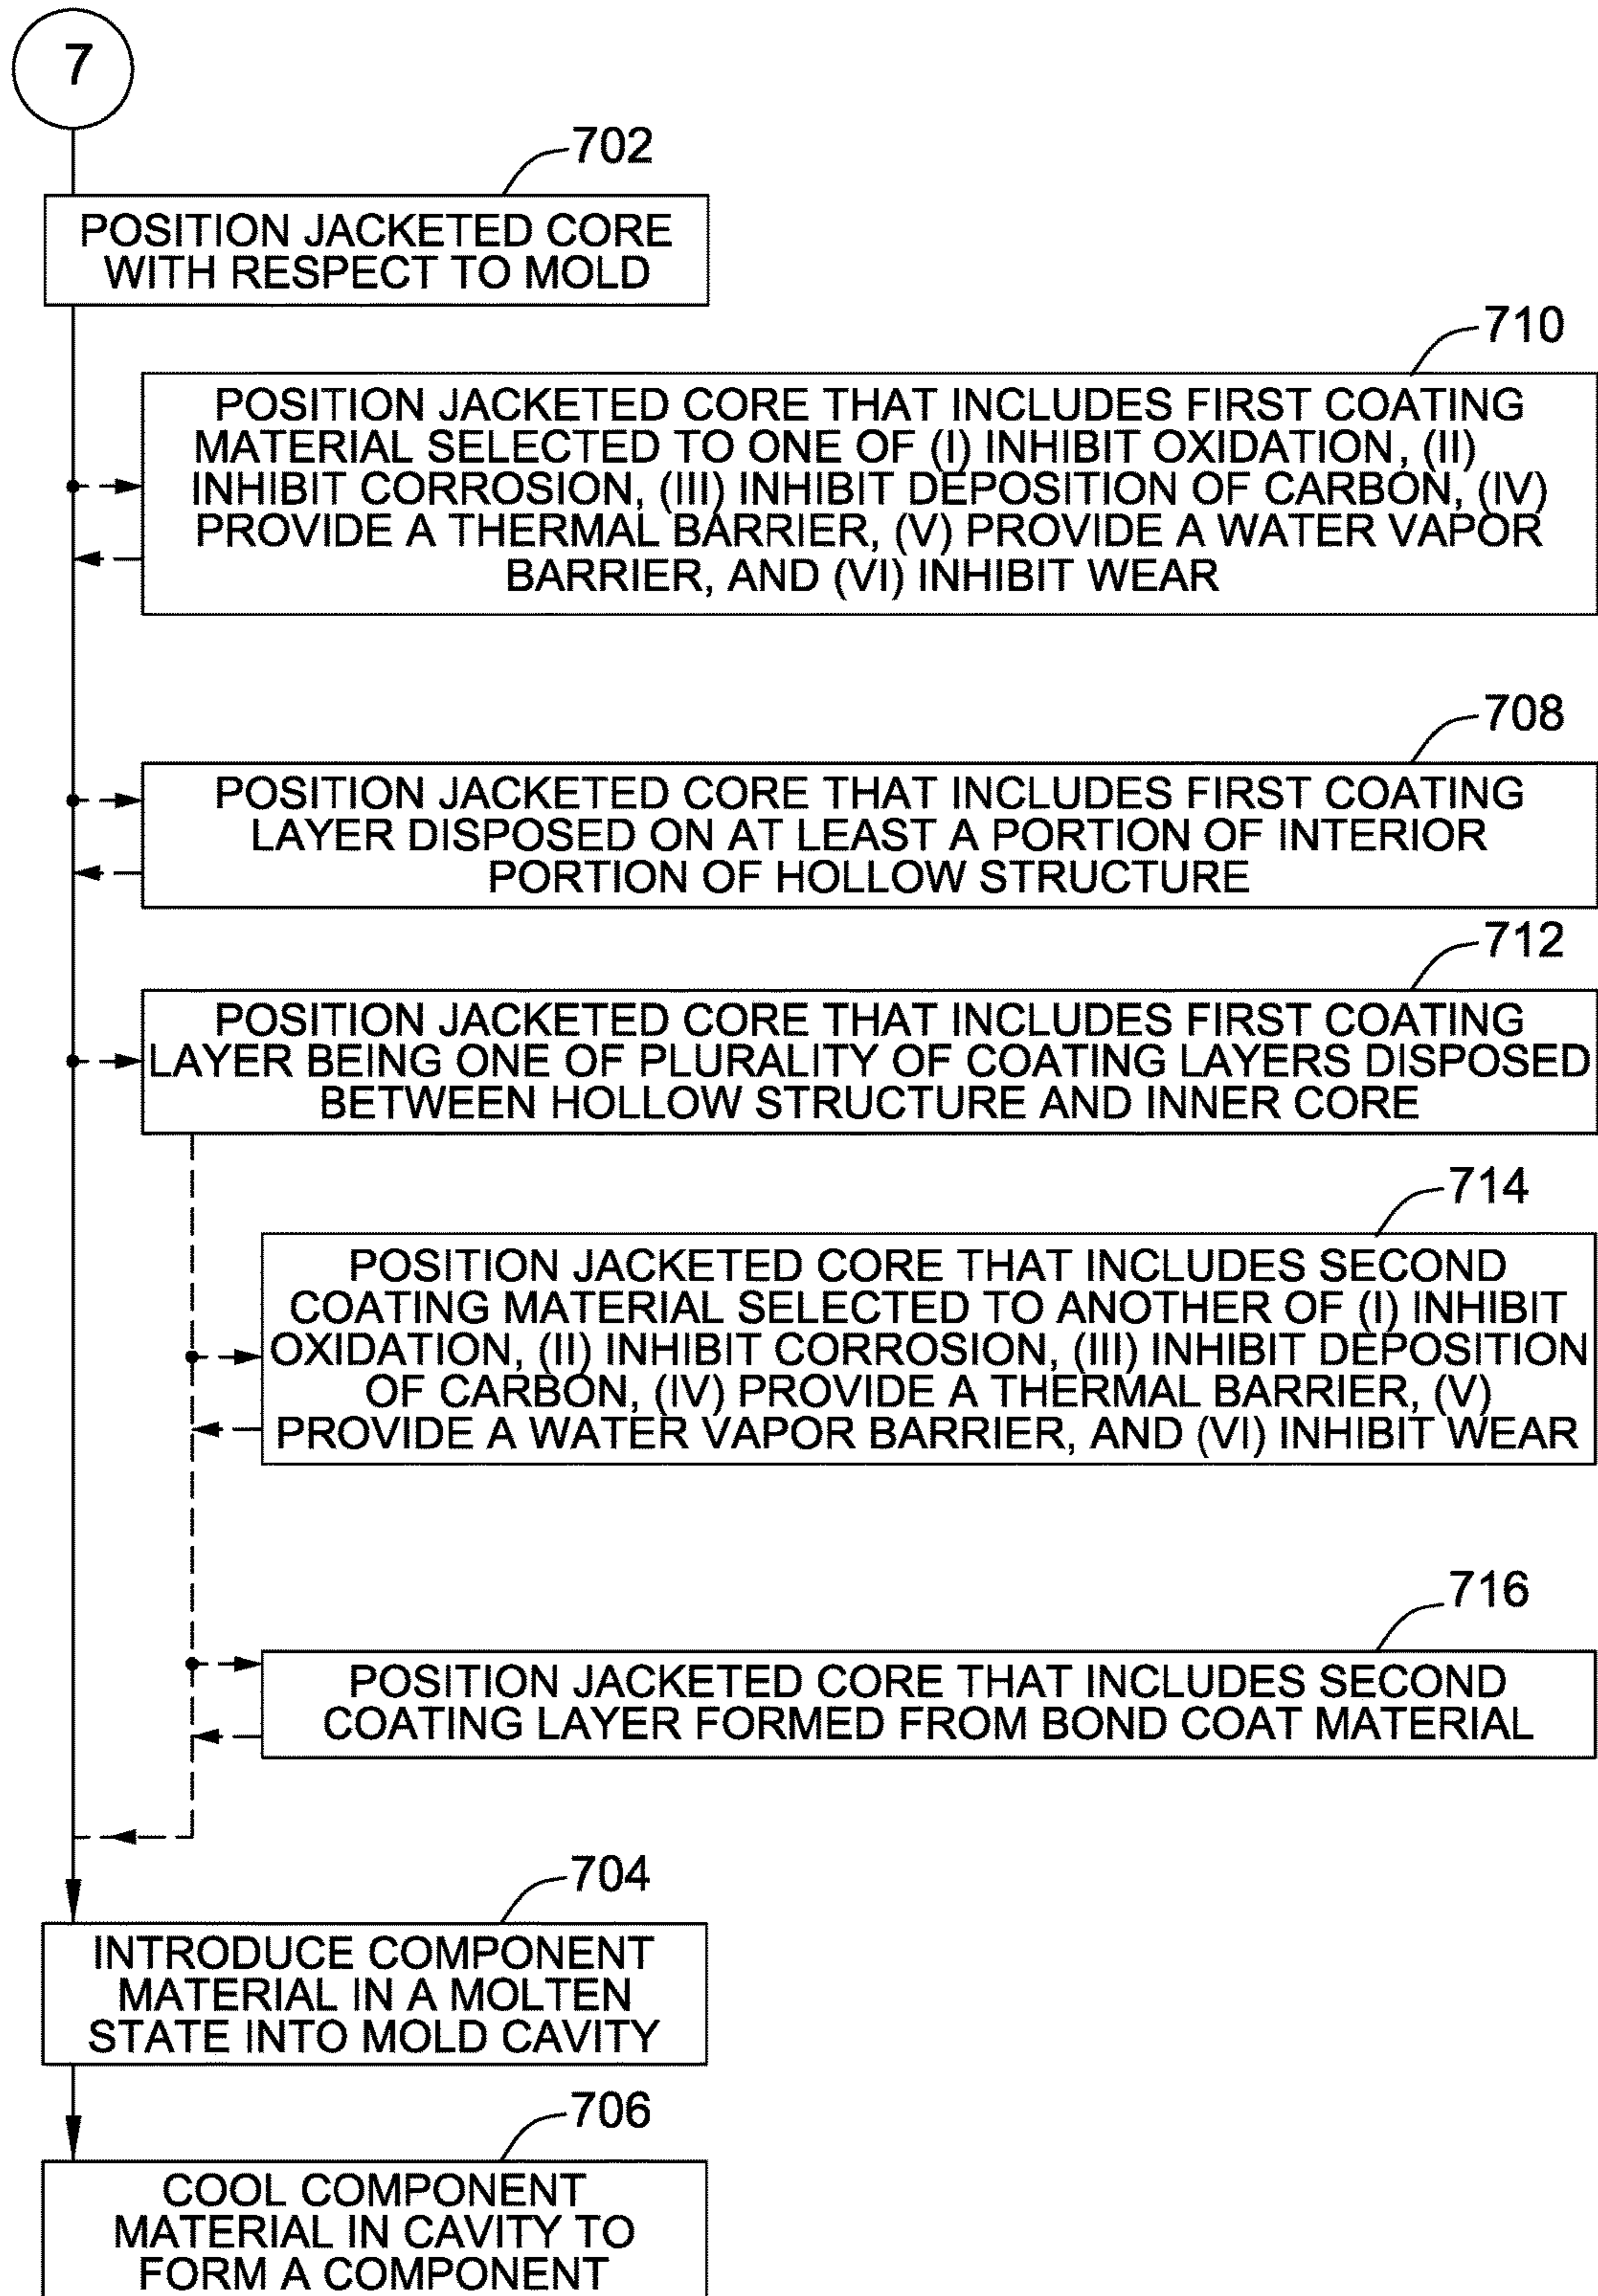 7
702
POSITION JACKETED CORE
WITH RESPECT TO MOLD
710
POSITION JACKETED CORE THAT INCLUDES FIRST COATING
MATERIAL SELECTED TO ONE OF (I) INHIBIT OXIDATION, (II)
INHIBIT CORROSION, (III) INHIBIT DEPOSITION OF CARBON, (IV)
PROVIDE A THERMAL BARRIER, (V) PROVIDE A WATER VAPOR
BARRIER, AND (VI) INHIBIT WEAR
708
POSITION JACKETED CORE THAT INCLUDES FIRST COATING
LAYER DISPOSED ON AT LEAST A PORTION OF INTERIOR
PORTION OF HOLLOW STRUCTURE
712
POSITION JACKETED CORE THAT INCLUDES FIRST COATING
LAYER BEING ONE OF PLURALITY OF COATING LAYERS DISPOSED
BETWEEN HOLLOW STRUCTURE AND INNER CORE
714
POSITION JACKETED CORE THAT INCLUDES SECOND
COATING MATERIAL SELECTED TO ANOTHER OF (I) INHIBIT
OXIDATION, (II) INHIBIT CORROSION, (III) INHIBIT DEPOSITION
OF CARBON, (IV) PROVIDE A THERMAL BARRIER, (V)
PROVIDE A WATER VAPOR BARRIER, AND (VI) INHIBIT WEAR
716
POSITION JACKETED CORE THAT INCLUDES SECOND
COATING LAYER FORMED FROM BOND COAT MATERIAL
704
INTRODUCE COMPONENT
MATERIAL IN A MOLTEN
STATE INTO MOLD CAVITY
706
COOL COMPONENT
MATERIAL IN CAVITY TO
FORM A COMPONENT